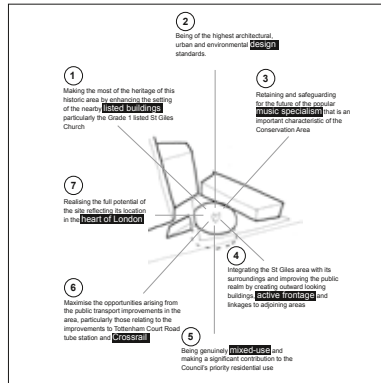 1
Making the most of the heritage of this
historic area by enhancing the setting
of the nearby listed buildings
particularly the Grade 1 listed St Giles
Church
2
Being of the highest architectural,
urban and environmental design
standards.
3
Retaining and safeguarding
for the future of the popular
music specialism that is an
important characteristic of the
Conservation Area
4
Integrating the St Giles area with its
surroundings and improving the public
realm by creating outward looking
buildings, active frontage and
linkages to adjoining areas
5
Being genuinely mixed-use and
making a significant contribution to the
Council's priority residential use
6
Maximise the opportunities arising from
the public transport improvements in the
area, particularly those relating to the
improvements to Tottenham Court Road
tube station and Crossrail
7
Realising the full potential of
the site reflecting its location
in the heart of London